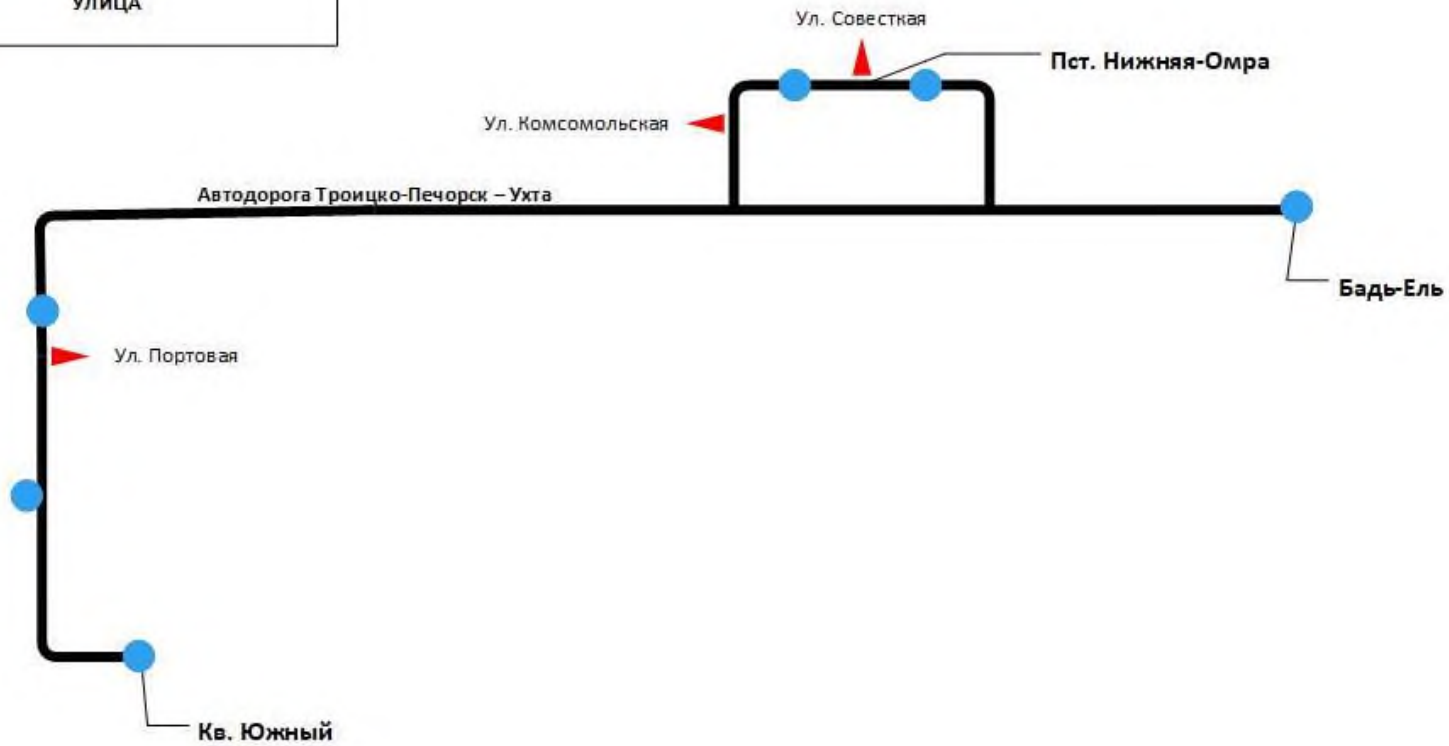 УЛИЦА
Ул. Совесткая
Пст. Нижняя-Омра
Ул. Комсомольская
Автодорога Троицко-Печорск – Ухта
Бадь-Ель
Ул. Портовая
Кв. Южный